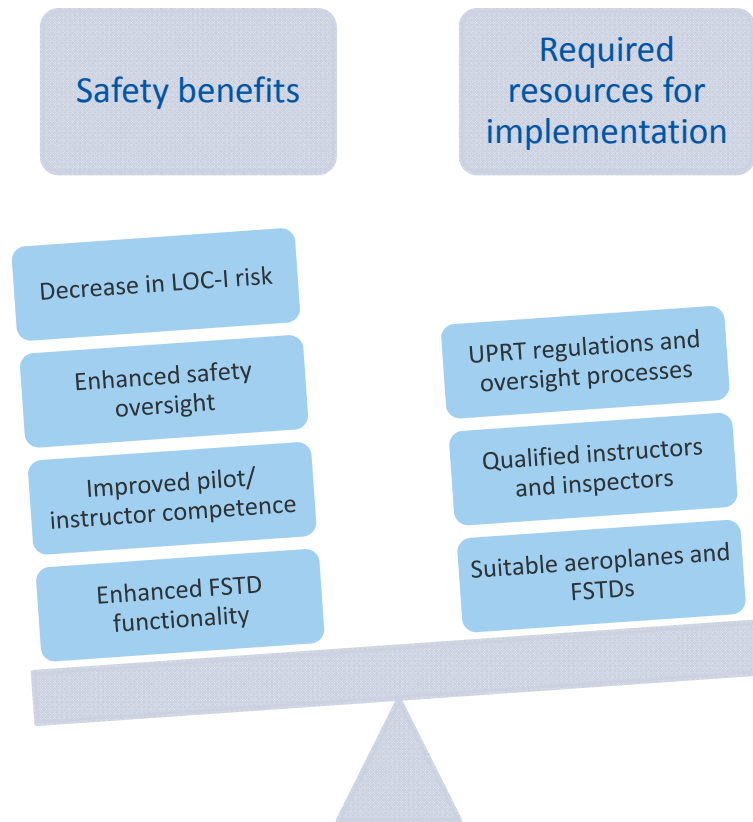 Safety benefits
Required
resources for
implementation
Decrease in LOC-I risk
Enhanced safety
oversight
Improved pilot/
instructor competence
Enhanced FSTD
functionality
UPRT regulations and
oversight processes
Qualified instructors
and inspectors
Suitable aeroplanes and
FSTDs